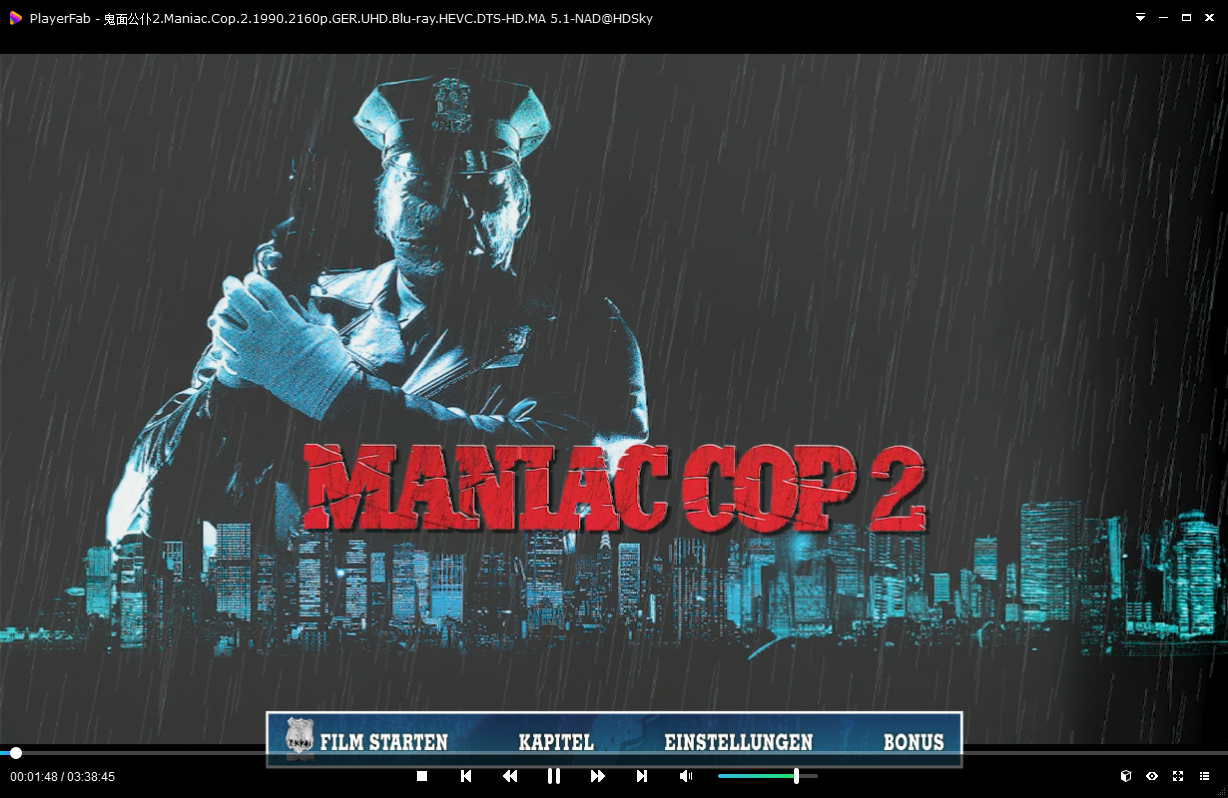 PlayerFab - 鬼面公仆2.Maniac.Cop.2.1990.2160p.GER.UHD.Blu-ray.HEVC.DTS-HD.MA 5.1-NAD@HDSky
MANIAC COP 2
FILM STARTEN KAPITEL EINSTELLUNGEN BONUS
00:01:48 / 03:38:45